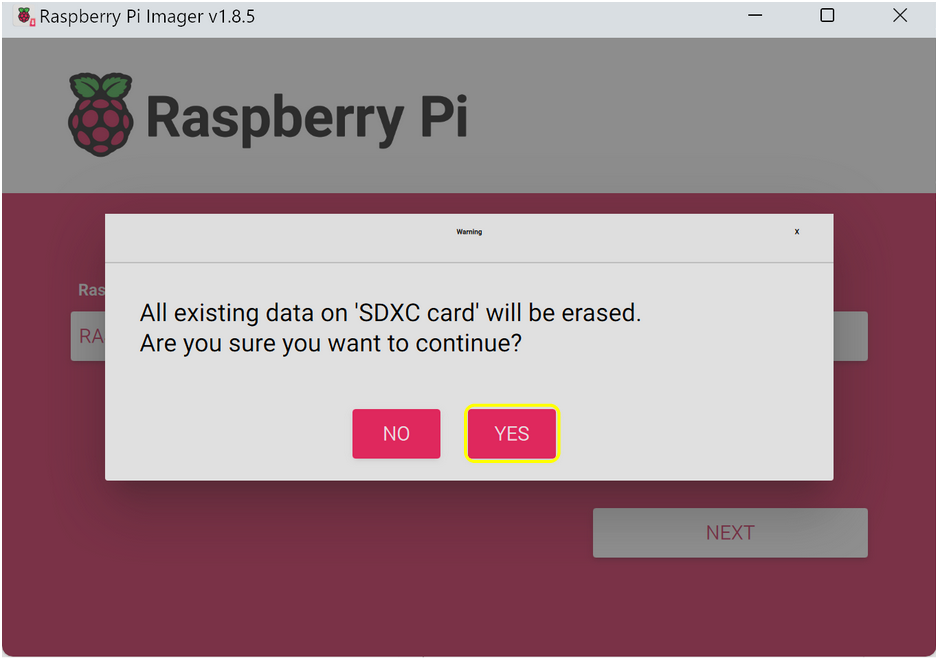 Raspberry Pi Imager v1.8.5
Raspberry Pi
Warning
x
Ras
All existing data on 'SDXC card' will be erased.
RA
Are you sure you want to continue?
NO
YES
NEXT